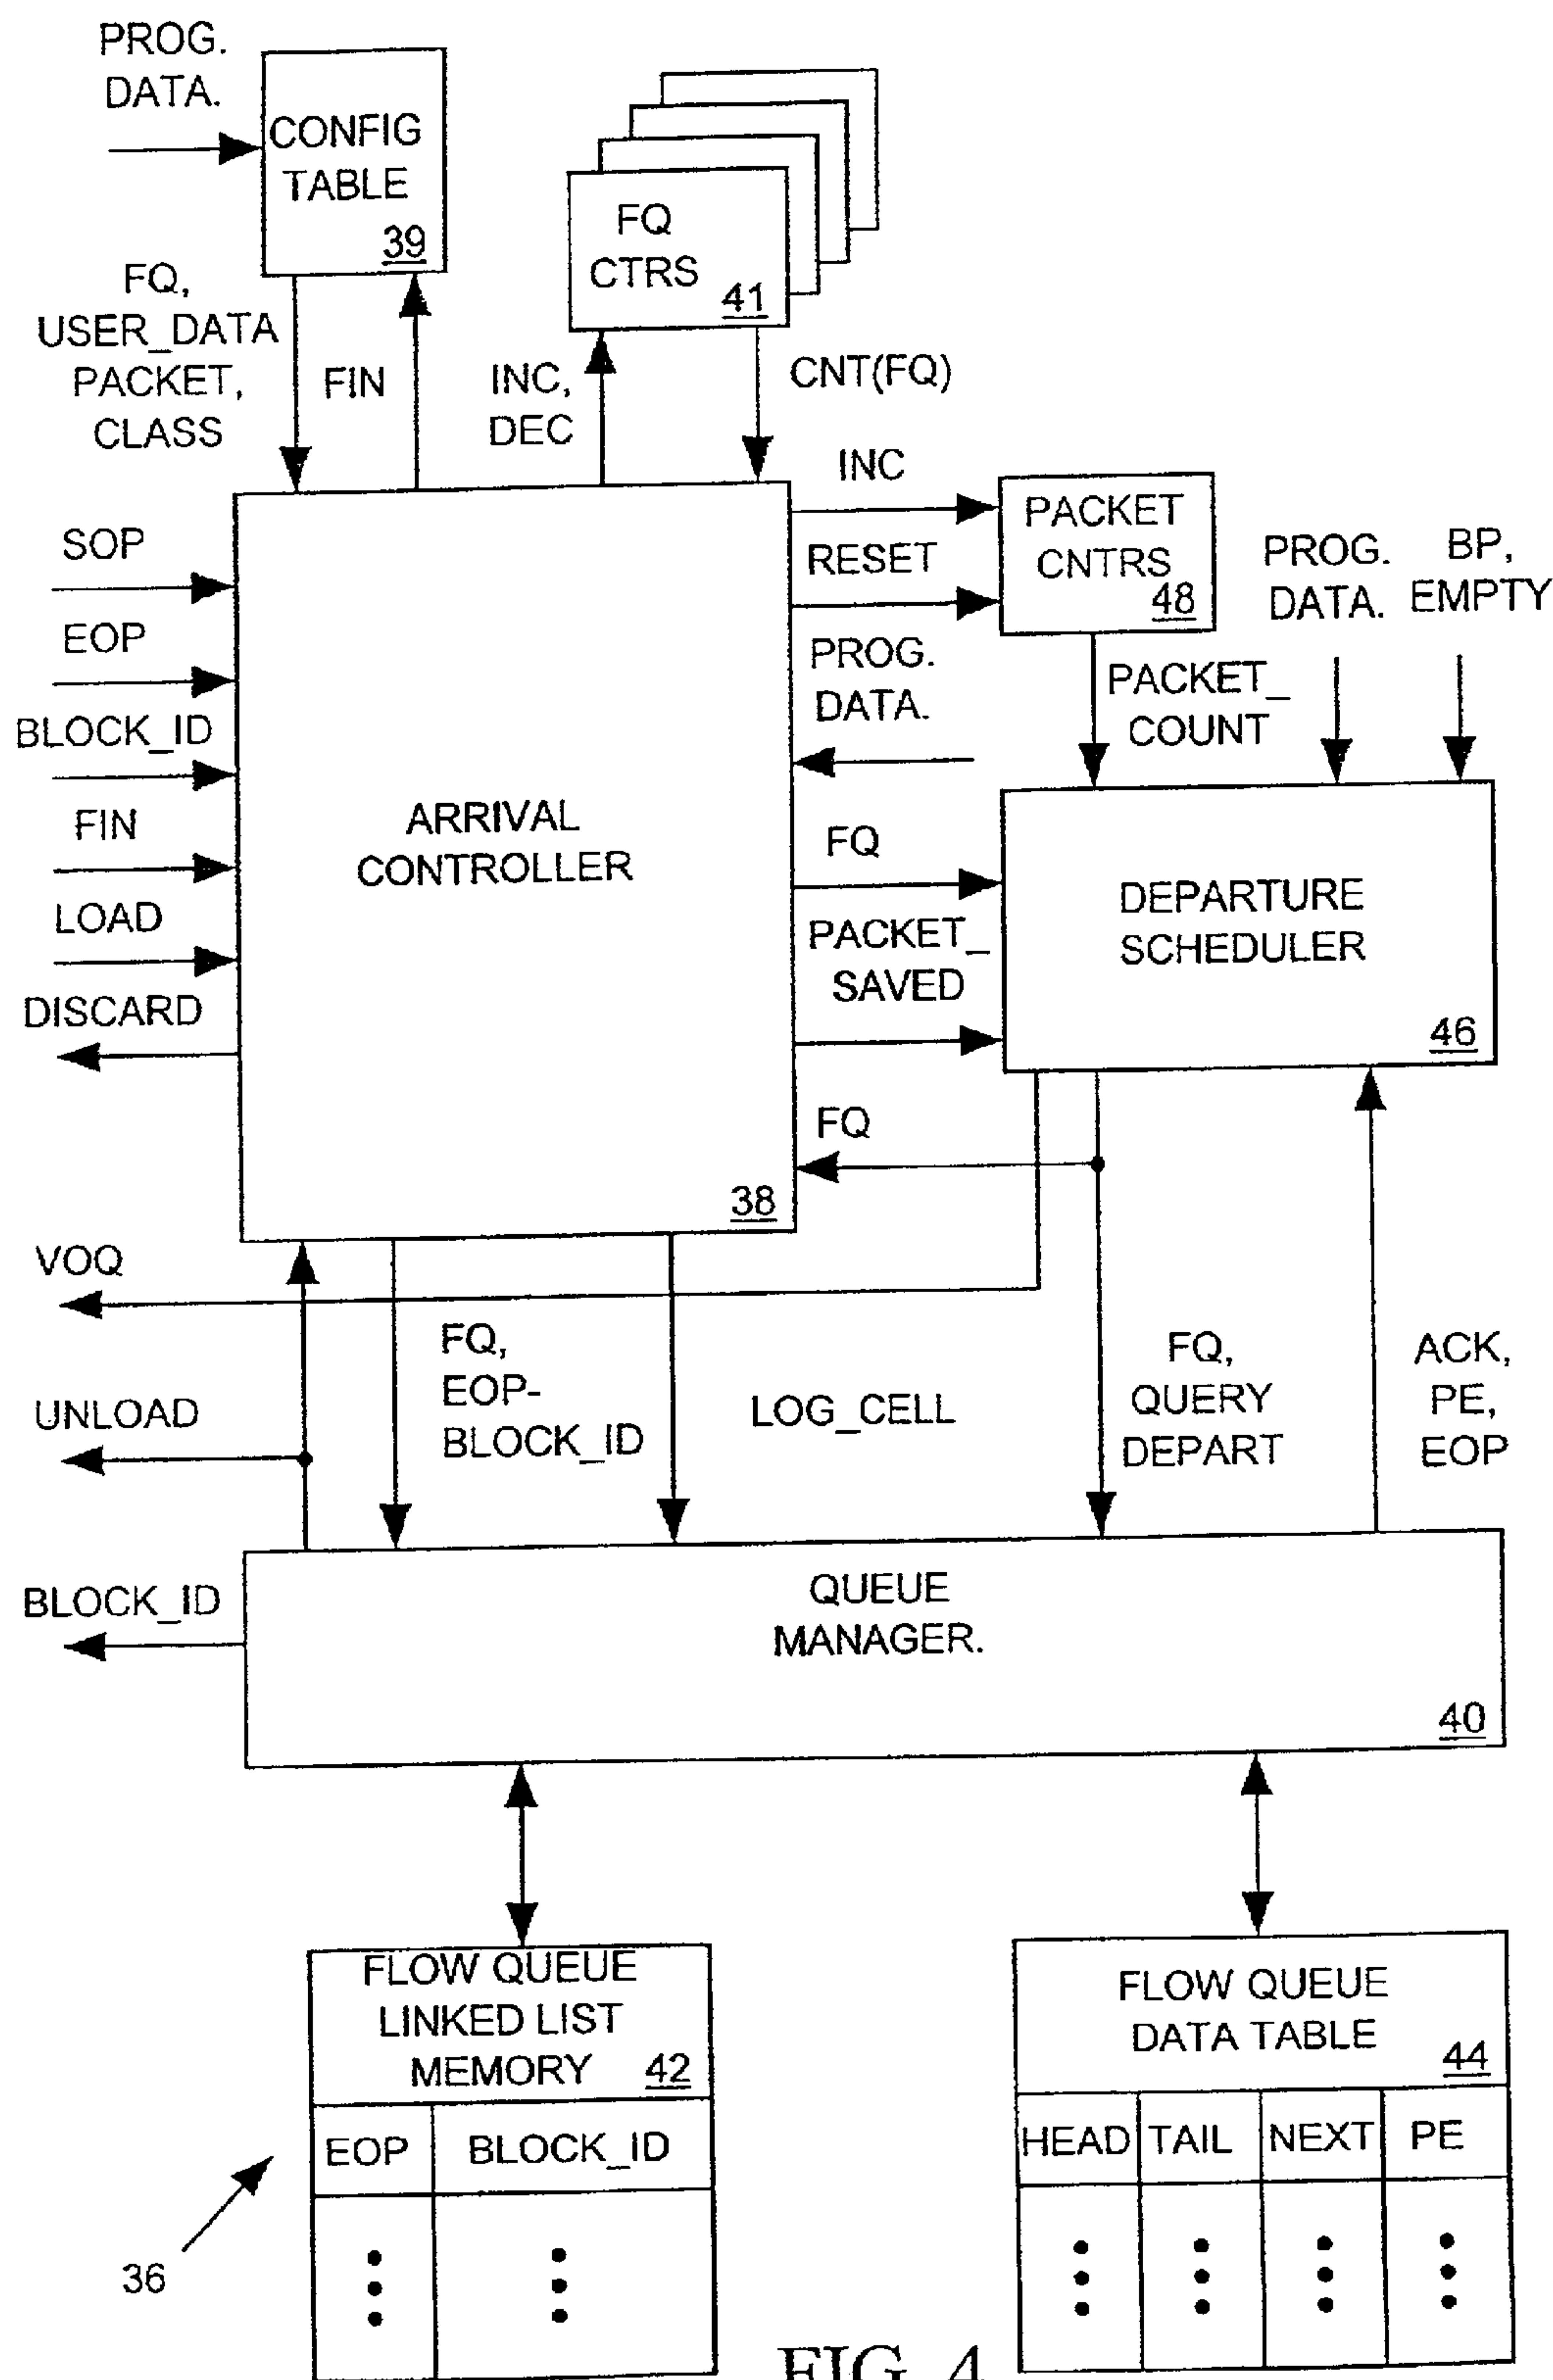 PROG.
DATA.
CONFIG
TABLE
39
FQ
CTRS
41
FQ,
USER_DATA
PACKET,
CLASS
FIN
INC,
DEC
CNT(FQ)
INC
RESET
PACKET
CNTRS
48
PROG.
DATA.
BP,
EMPTY
SOP
EOP
BLOCK_ID
FIN
LOAD
DISCARD
ARRIVAL
CONTROLLER
38
PROG.
DATA.
PACKET_
COUNT
FQ
PACKET_
SAVED
FQ
DEPARTURE
SCHEDULER
46
VOQ
UNLOAD
FQ,
EOP-
BLOCK_ID
LOG_CELL
FQ,
QUERY
DEPART
ACK,
PE,
EOP
BLOCK_ID
QUEUE
MANAGER.
40
FLOW QUEUE
LINKED LIST
MEMORY 42
EOP BLOCK_ID
FLOW QUEUE
DATA TABLE
44
HEAD TAIL NEXT PE
36
FIG. 4